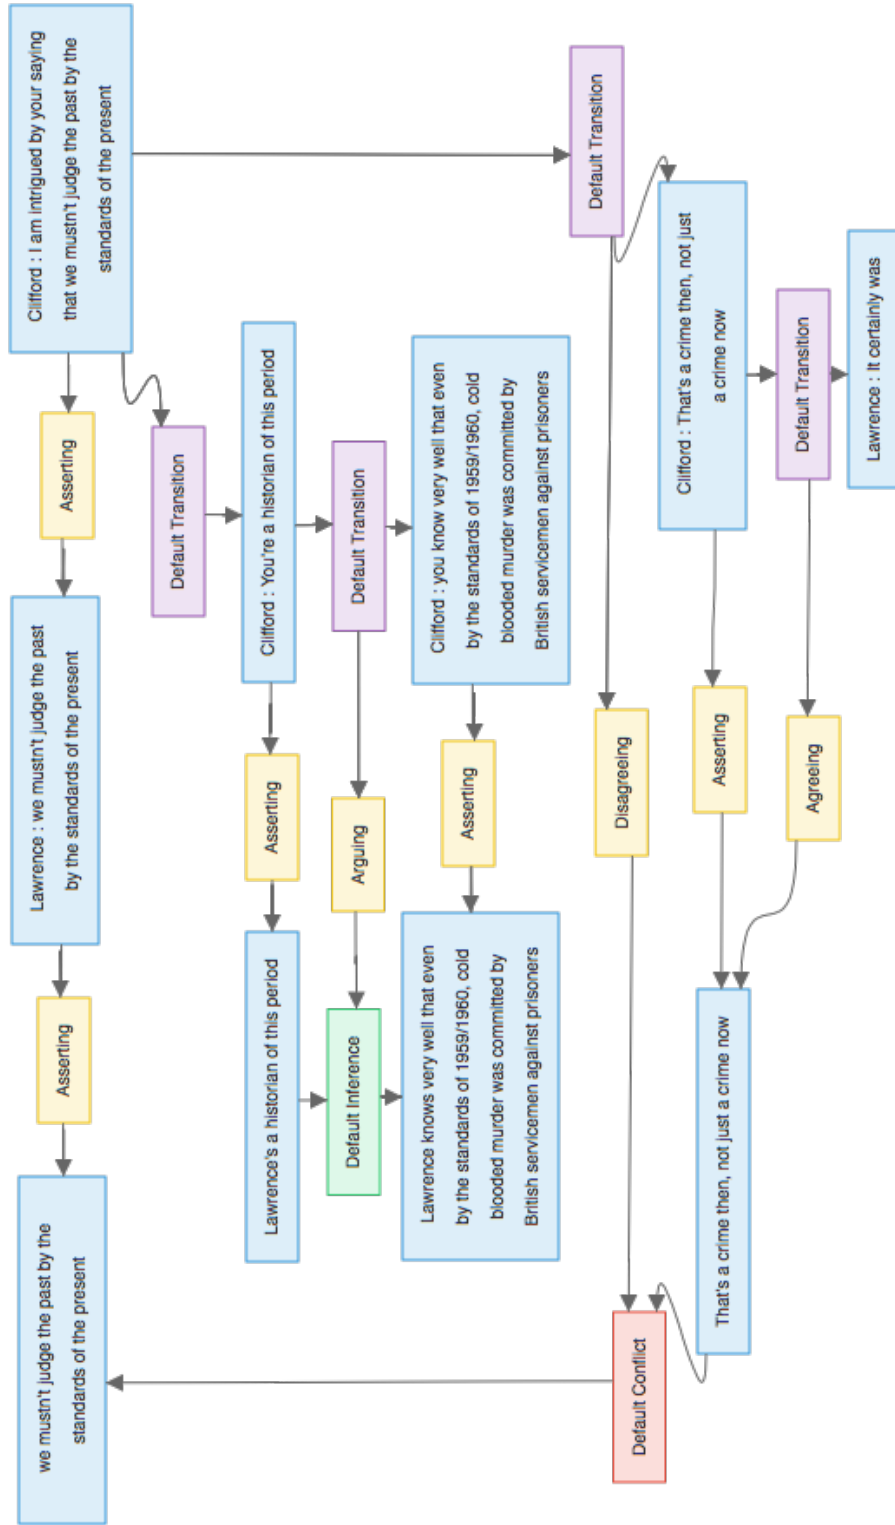 we mustn't judge the past by the
standards of the present
Asserting
Lawrence : we mustn't judge the past
by the standards of the present
Asserting
Clifford : I am intrigued by your saying
that we mustn't judge the past by the
standards of the present
Default Transition
Lawrence's a historian of this period
Asserting
Clifford : You're a historian of this period
Default Inference
Arguing
Default Transition
Lawrence knows very well that even
by the standards of 1959/1960, cold
blooded murder was committed by
British servicemen against prisoners
Asserting
Clifford : you know very well that even
by the standards of 1959/1960, cold
blooded murder was committed by
British servicemen against prisoners
Default Conflict
Disagreeing
Default Transition
That's a crime then, not just a crime now
Asserting
Clifford : That's a crime then, not just
a crime now
Agreeing
Default Transition
Lawrence : It certainly was